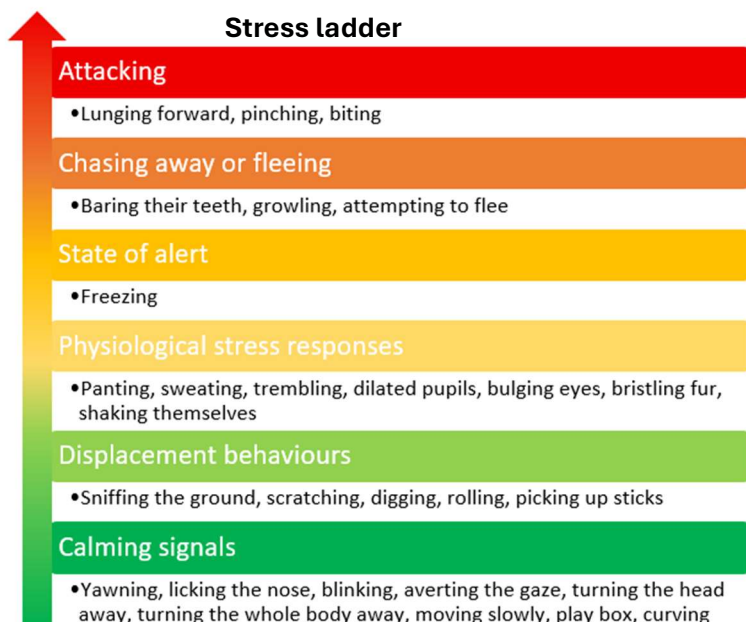 Stress ladder
Attacking
•Lunging forward, pinching, biting
Chasing away or fleeing
•Baring their teeth, growling, attempting to flee
State of alert
•Freezing
Physiological stress responses
•Panting, sweating, trembling, dilated pupils, bulging eyes, bristling fur,
shaking themselves
Displacement behaviours
•Sniffing the ground, scratching, digging, rolling, picking up sticks
Calming signals
•Yawning, licking the nose, blinking, averting the gaze, turning the head
away, turning the whole body away, moving slowly, play box, curving